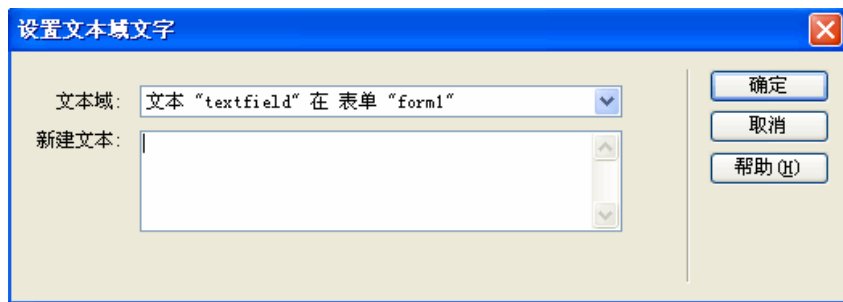 设置文本域文字
文本域: 文本 "textfield" 在 表单 "form1"
新建文本:
确定
取消
帮助(H)